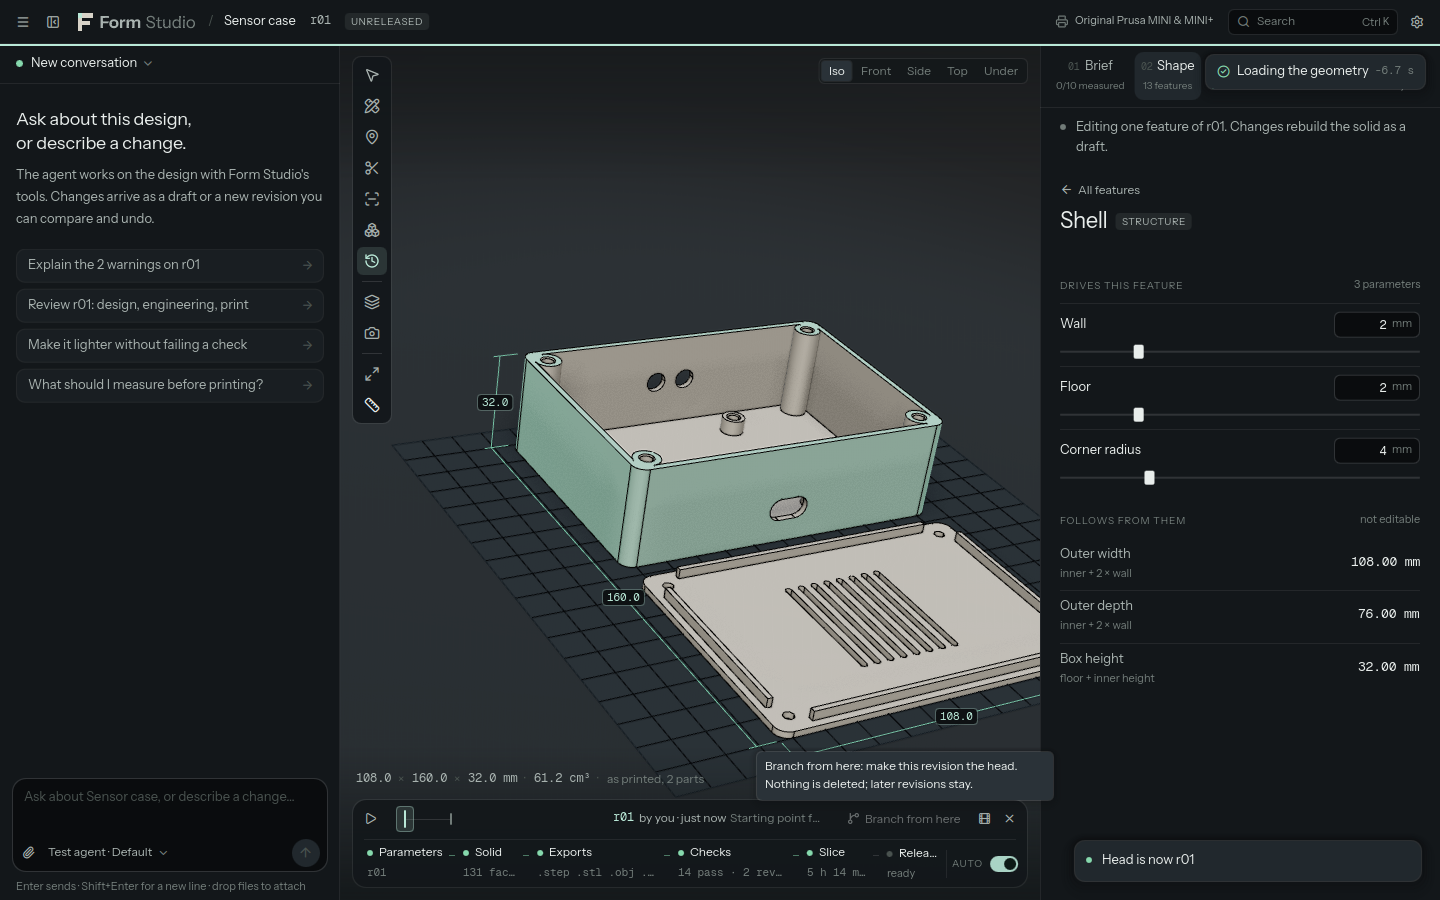 Form Studio / Sensor case r01 UNRELEASED
Original Prusa MINI & MINI+
Search Ctrl K
New conversation
Ask about this design,
or describe a change.
The agent works on the design with Form Studio's
tools. Changes arrive as a draft or a new revision you
can compare and undo.
Explain the 2 warnings on r01
Review r01: design, engineering, print
Make it lighter without failing a check
What should I measure before printing?
Ask about Sensor case, or describe a change...
Test agent · Default
Enter sends · Shift+Enter for a new line · drop files to attach
Iso Front Side Top Under
32.0
160.0
108.0
108.0 × 160.0 × 32.0 mm · 61.2 cm³ · as printed, 2 parts
Branch from here: make this revision the head.
Nothing is deleted; later revisions stay.
r01 by you · just now Starting point f...
Branch from here
Parameters
r01
Solid
131 fac...
Exports
.step .stl .obj ...
Checks
14 pass · 2 rev...
Slice
5 h 14 m...
Relea...
ready
AUTO
01 Brief
0/10 measured
02 Shape
13 features
Loading the geometry ~6.7 s
Editing one feature of r01. Changes rebuild the solid as a
draft.
All features
Shell STRUCTURE
DRIVES THIS FEATURE 3 parameters
Wall 2 mm
Floor 2 mm
Corner radius 4 mm
FOLLOWS FROM THEM not editable
Outer width 108.00 mm
inner + 2 × wall
Outer depth 76.00 mm
inner + 2 × wall
Box height 32.00 mm
floor + inner height
Head is now r01